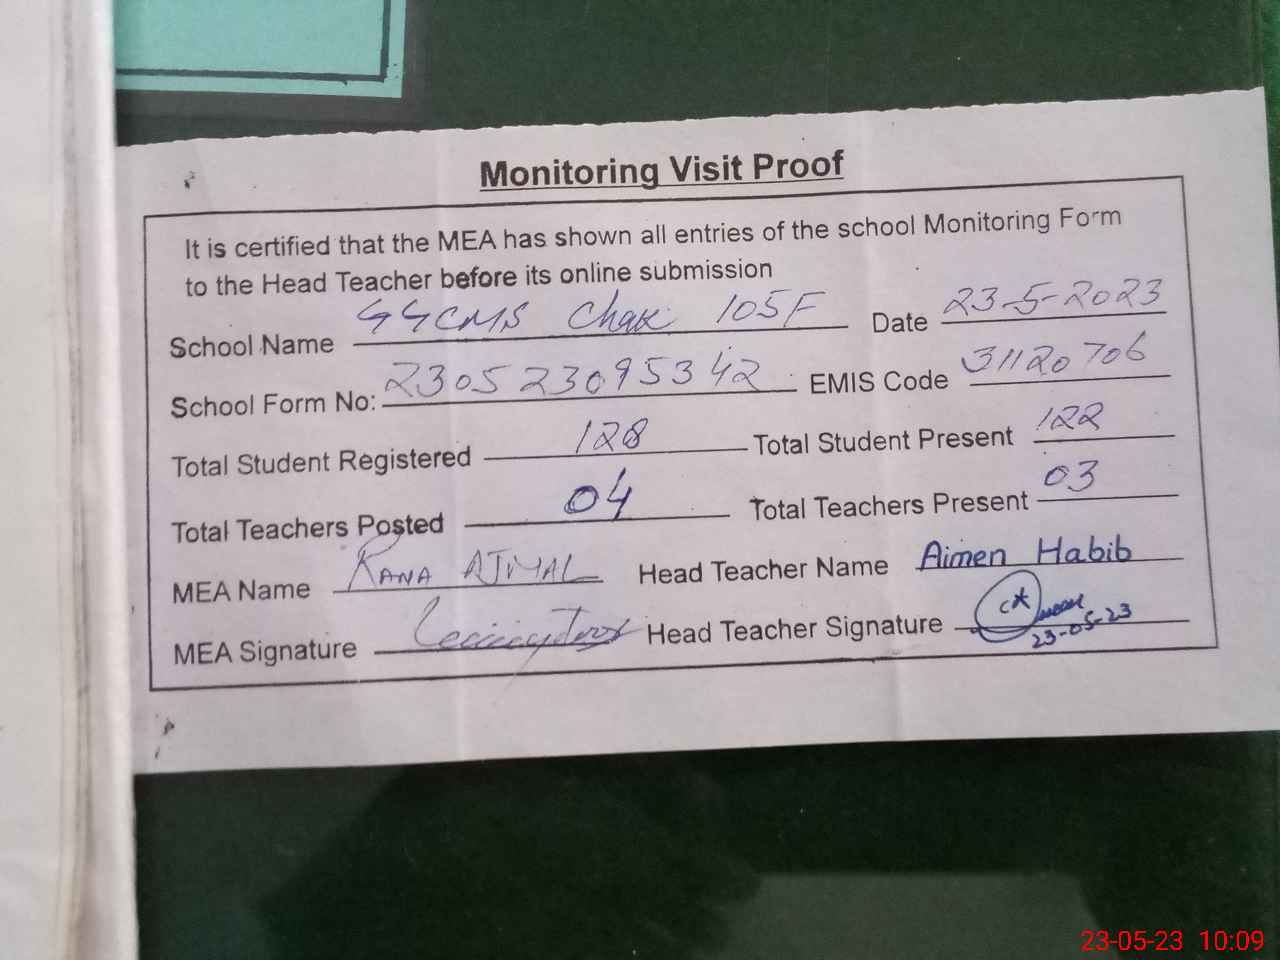 Monitoring Visit Proof
It is certified that the MEA has shown all entries of the school Monitoring Form
to the Head Teacher before its online submission
School Name GGCMS Chak 105F Date 23-5-2023
School Form No: 230523095342 EMIS Code 31120706
Total Student Registered 128 Total Student Present 122
Total Teachers Posted 04 Total Teachers Present 03
MEA Name RANA AJMAL Head Teacher Name Aimen Habib
MEA Signature Head Teacher Signature
23-05-23
23-05-23 10:09